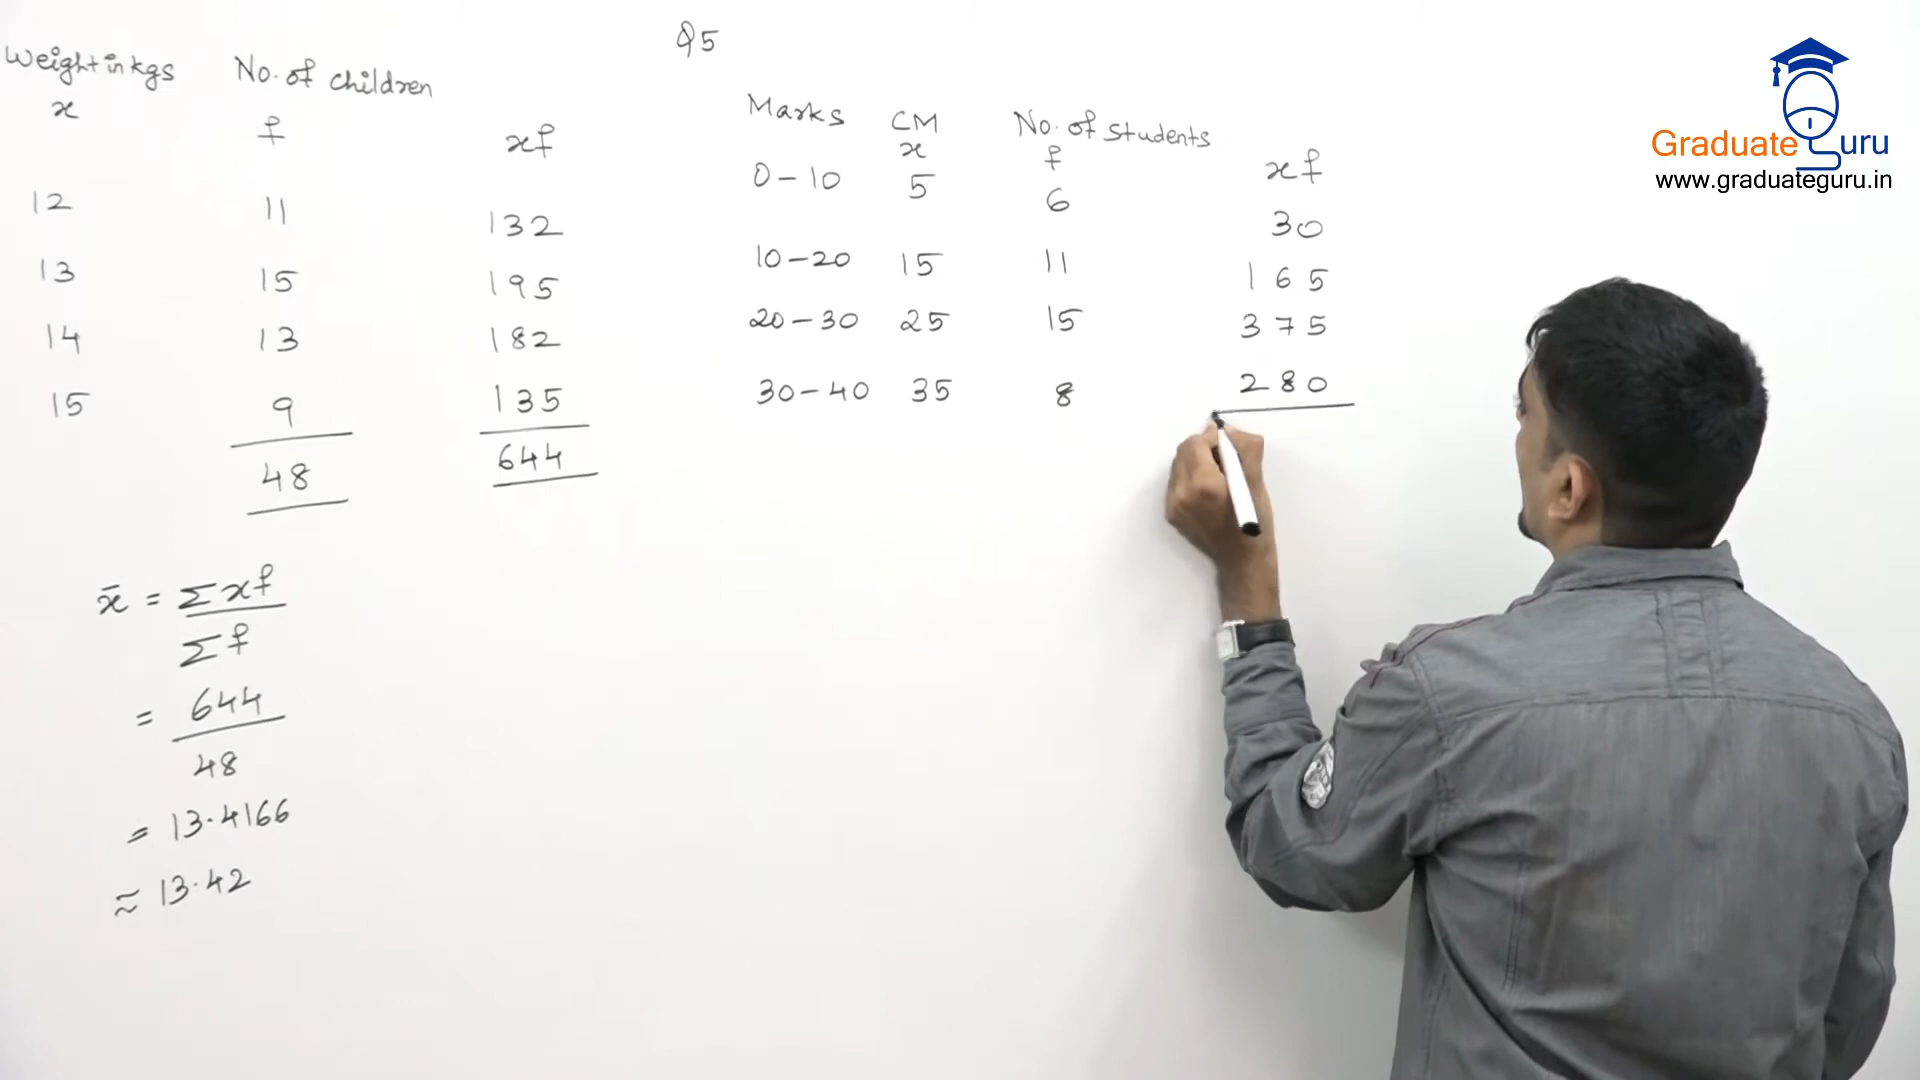 Q5
Weight in kgs No. of children
x f xf
12 11 132
13 15 195
14 13 182
15 9 135
48 644
x̄ = Σxf
Σf
= 644
48
= 13.4166
≈ 13.42
Marks CM No. of students
x f xf
0-10 5 6 30
10-20 15 11 165
20-30 25 15 375
30-40 35 8 280
Graduate Guru
www.graduateguru.in